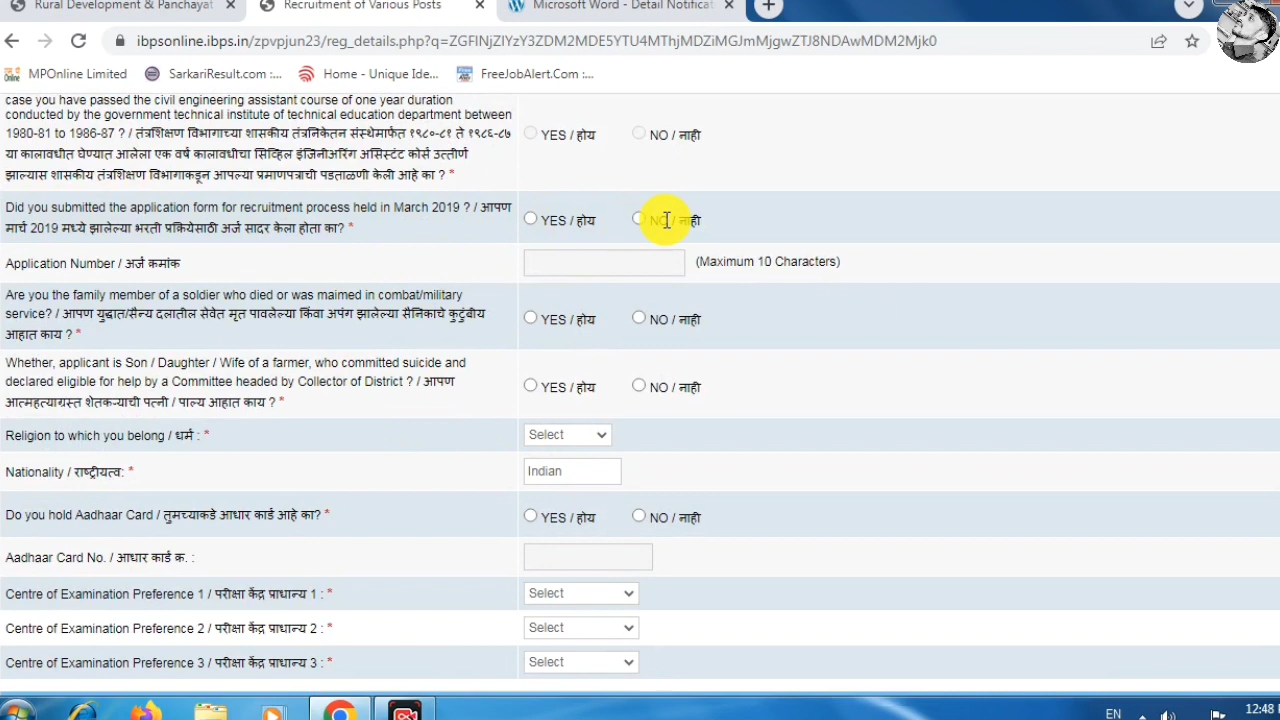 Rural Development & Panchayat
Recruitment of Various Posts
Microsoft Word - Detail Notificat
ibpsonline.ibps.in/zpvpjun23/reg_details.php?q=ZGFINjZIYzY3ZDM2MDE5YTU4MThjMDZiMGJmMjgwZTJ8NDAwMDM2Mjk0
MPOnline Limited
SarkariResult.com :...
Home - Unique Ide...
FreeJobAlert.Com :...
case you have passed the civil engineering assistant course of one year duration
conducted by the government technical institute of technical education department between
1980-81 to 1986-87 ? / तंत्रशिक्षण विभागाच्या शासकीय तंत्रनिकेतन संस्थेमार्फत १९८०-८१ ते १९८६-८७
या कालावधीत घेण्यात आलेला एक वर्ष कालावधीचा सिव्हिल इंजिनीअरिंग असिस्टंट कोर्स उत्तीर्ण
झाल्यास शासकीय तंत्रशिक्षण विभागाकडून आपल्या प्रमाणपत्राची पडताळणी केली आहे का ? *
YES / होय NO / नाही
Did you submitted the application form for recruitment process held in March 2019 ? / आपण
मार्च 2019 मध्ये झालेल्या भरती प्रकियेसाठी अर्ज सादर केला होता का? *
YES / होय NO / नाही
Application Number / अर्ज कमांक
(Maximum 10 Characters)
Are you the family member of a soldier who died or was maimed in combat/military
service? / आपण युद्धात/सैन्य दलातील सेवेत मृत पावलेल्या किंवा अपंग झालेल्या सैनिकाचे कुटुंबीय
आहात काय ? *
YES / होय NO / नाही
Whether, applicant is Son / Daughter / Wife of a farmer, who committed suicide and
declared eligible for help by a Committee headed by Collector of District ? / आपण
आत्महत्याग्रस्त शेतकऱ्याची पत्नी / पाल्य आहात काय ? *
YES / होय NO / नाही
Religion to which you belong / धर्म : *
Select
Nationality / राष्ट्रीयत्व: *
Indian
Do you hold Aadhaar Card / तुमच्याकडे आधार कार्ड आहे का? *
YES / होय NO / नाही
Aadhaar Card No. / आधार कार्ड क. :
Centre of Examination Preference 1 / परीक्षा केंद्र प्राधान्य 1 : *
Select
Centre of Examination Preference 2 / परीक्षा केंद्र प्राधान्य 2 : *
Select
Centre of Examination Preference 3 / परीक्षा केंद्र प्राधान्य 3 : *
Select
EN
12:48